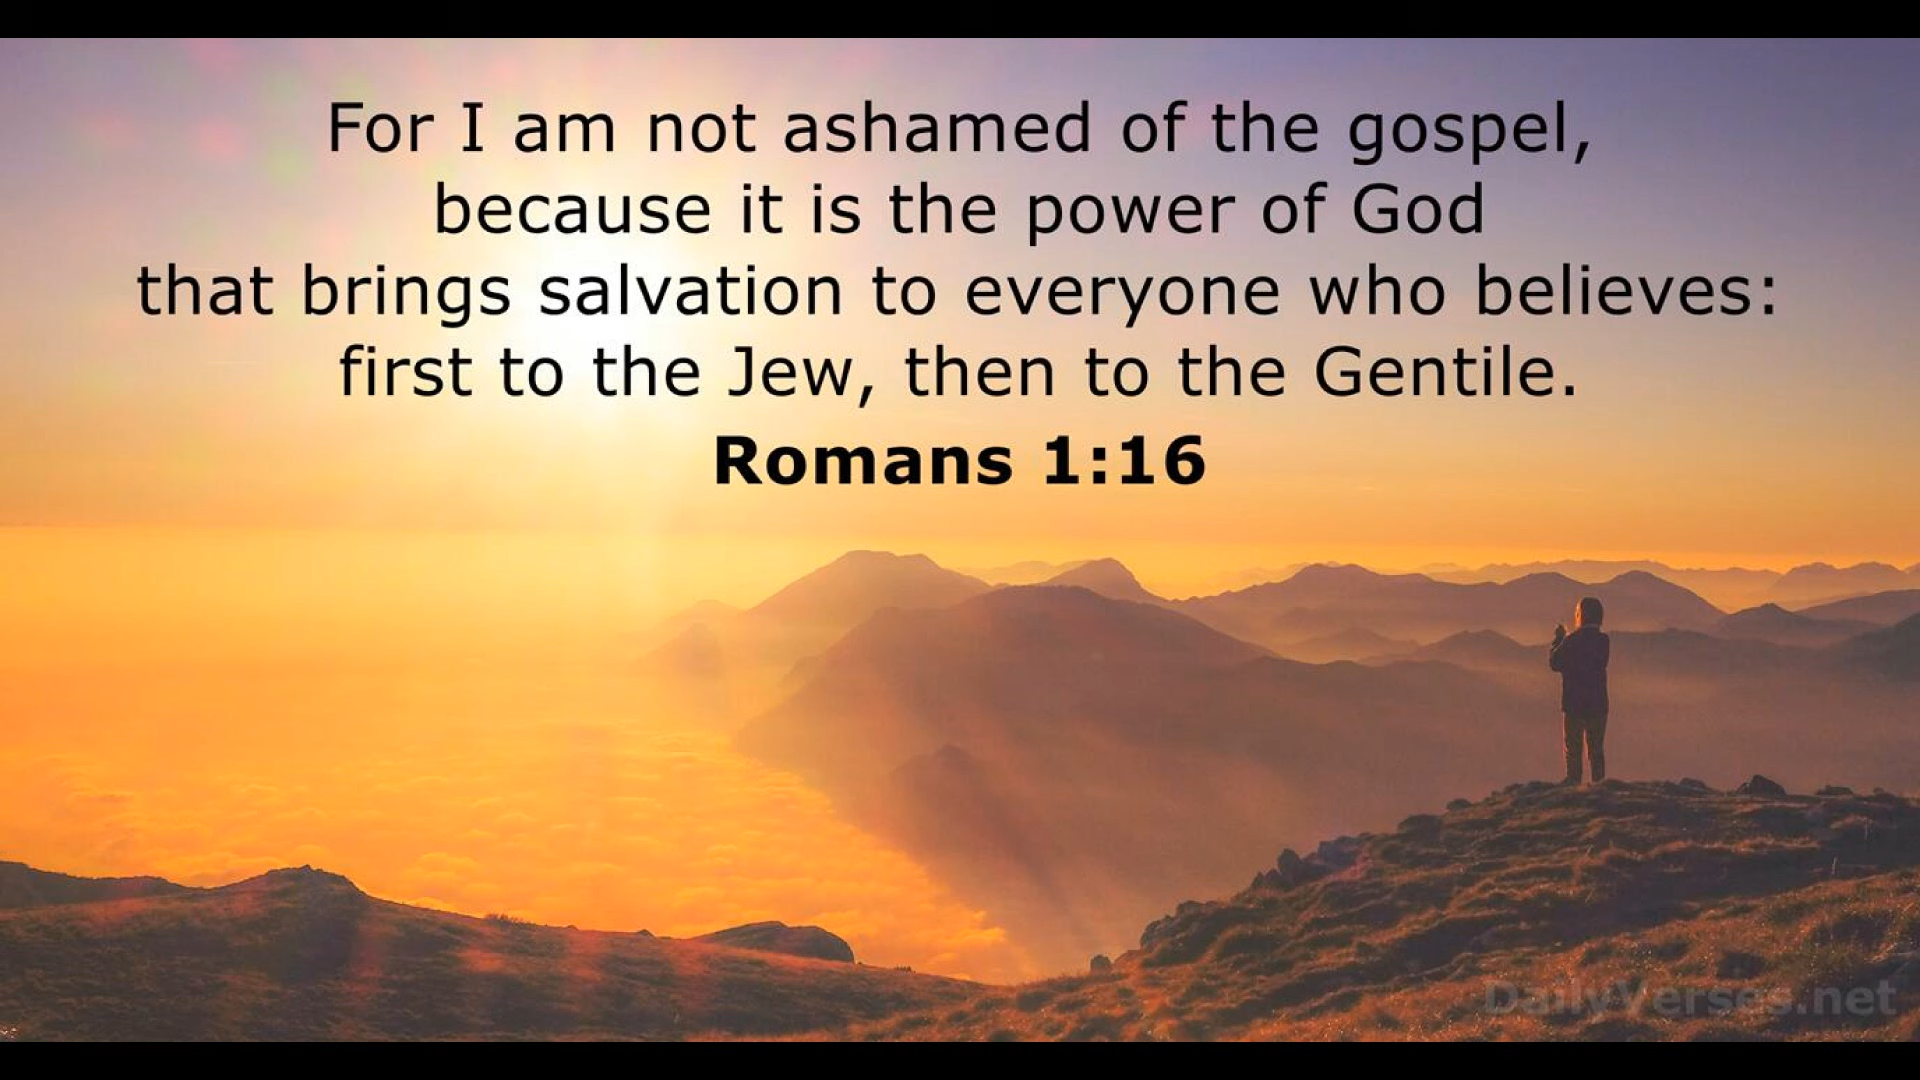 For I am not ashamed of the gospel,
because it is the power of God
that brings salvation to everyone who believes:
first to the Jew, then to the Gentile.
Romans 1:16
DailyVerses.net